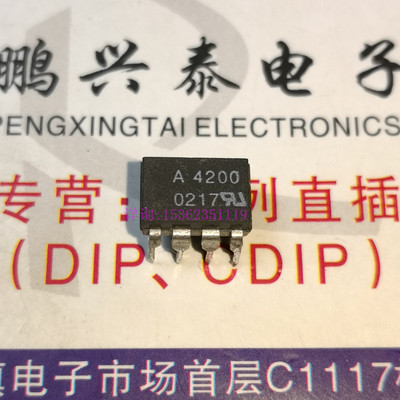 鹏兴泰电子
PENGXINGTAI ELECTRONICS
A 4200
0217
专营:
列直插
(DIP、CDIP)
电子市场首层C1117